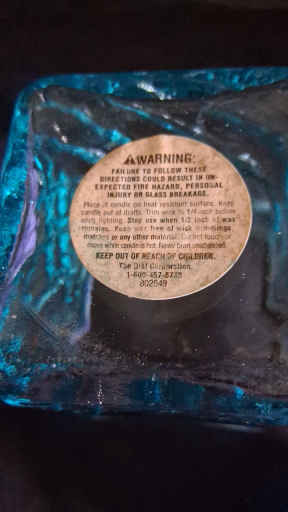 ⚠WARNING:
FAILURE TO FOLLOW THESE
DIRECTIONS COULD RESULT IN UN-
EXPECTED FIRE HAZARD, PERSONAL
INJURY OR GLASS BREAKAGE.
Place candle on heat resistant surface. Keep
candle out of drafts. Trim wick to 1/4 inch before
lighting. Stop use when 1/2 inch of wax
remains. Keep wax free of wick trimmings
matches or any other material. Do not touch or
move when candle is hot. Never burn unattended.
KEEP OUT OF REACH OF CHILDREN.
The Dial Corporation.
802549